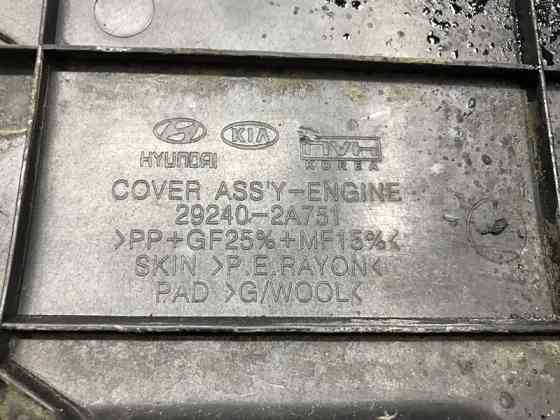 HYUNDAI KIA NVH KOREA
COVER ASS'Y-ENGINE
29240-2A751
>PP+GF25%+MF15%<
SKIN >P.E.RAYON<
PAD >G/WOOL<